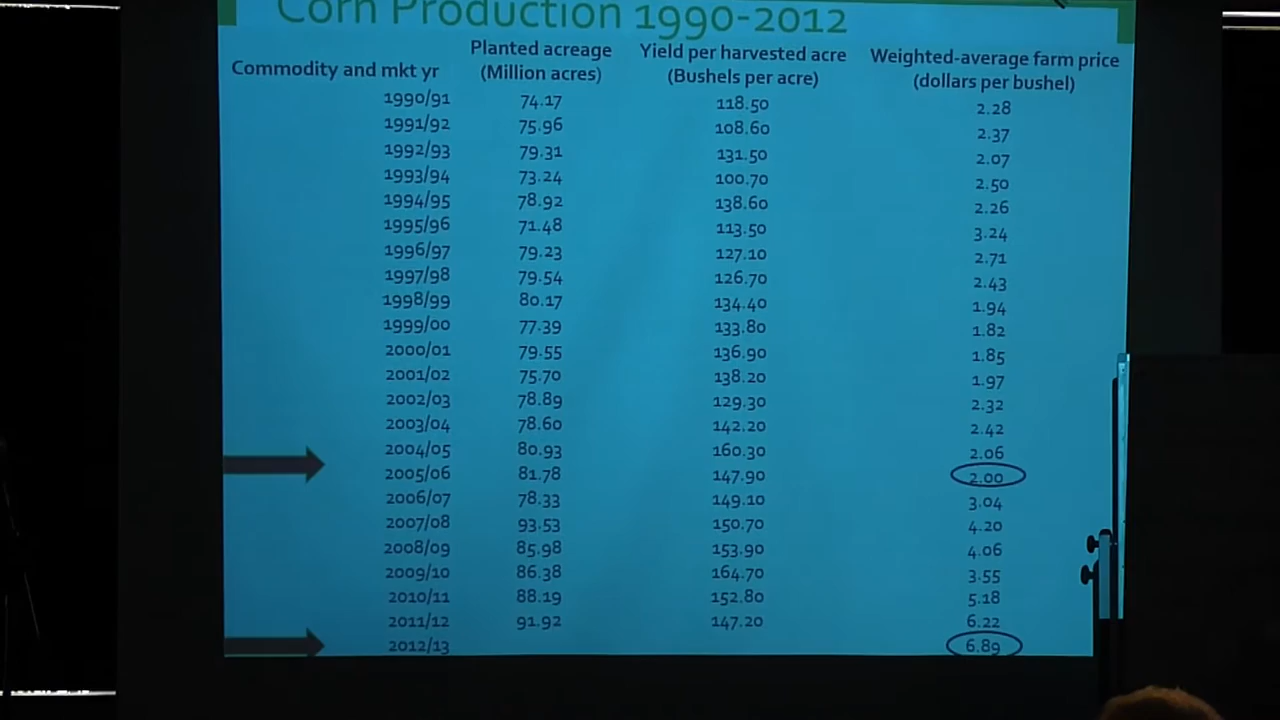 Corn Production 1990-2012
Commodity and mkt yr Planted acreage (Million acres) Yield per harvested acre (Bushels per acre) Weighted-average farm price (dollars per bushel)
1990/91 74.17 118.50 2.28
1991/92 75.96 108.60 2.37
1992/93 79.31 131.50 2.07
1993/94 73.24 100.70 2.50
1994/95 78.92 138.60 2.26
1995/96 71.48 113.50 3.24
1996/97 79.23 127.10 2.71
1997/98 79.54 126.70 2.43
1998/99 80.17 134.40 1.94
1999/00 77.39 133.80 1.82
2000/01 79.55 136.90 1.85
2001/02 75.70 138.20 1.97
2002/03 78.89 129.30 2.32
2003/04 78.60 142.20 2.42
2004/05 80.93 160.30 2.06
2005/06 81.78 147.90 2.00
2006/07 78.33 149.10 3.04
2007/08 93.53 150.70 4.20
2008/09 85.98 153.90 4.06
2009/10 86.38 164.70 3.55
2010/11 88.19 152.80 5.18
2011/12 91.92 147.20 6.22
2012/13 6.89